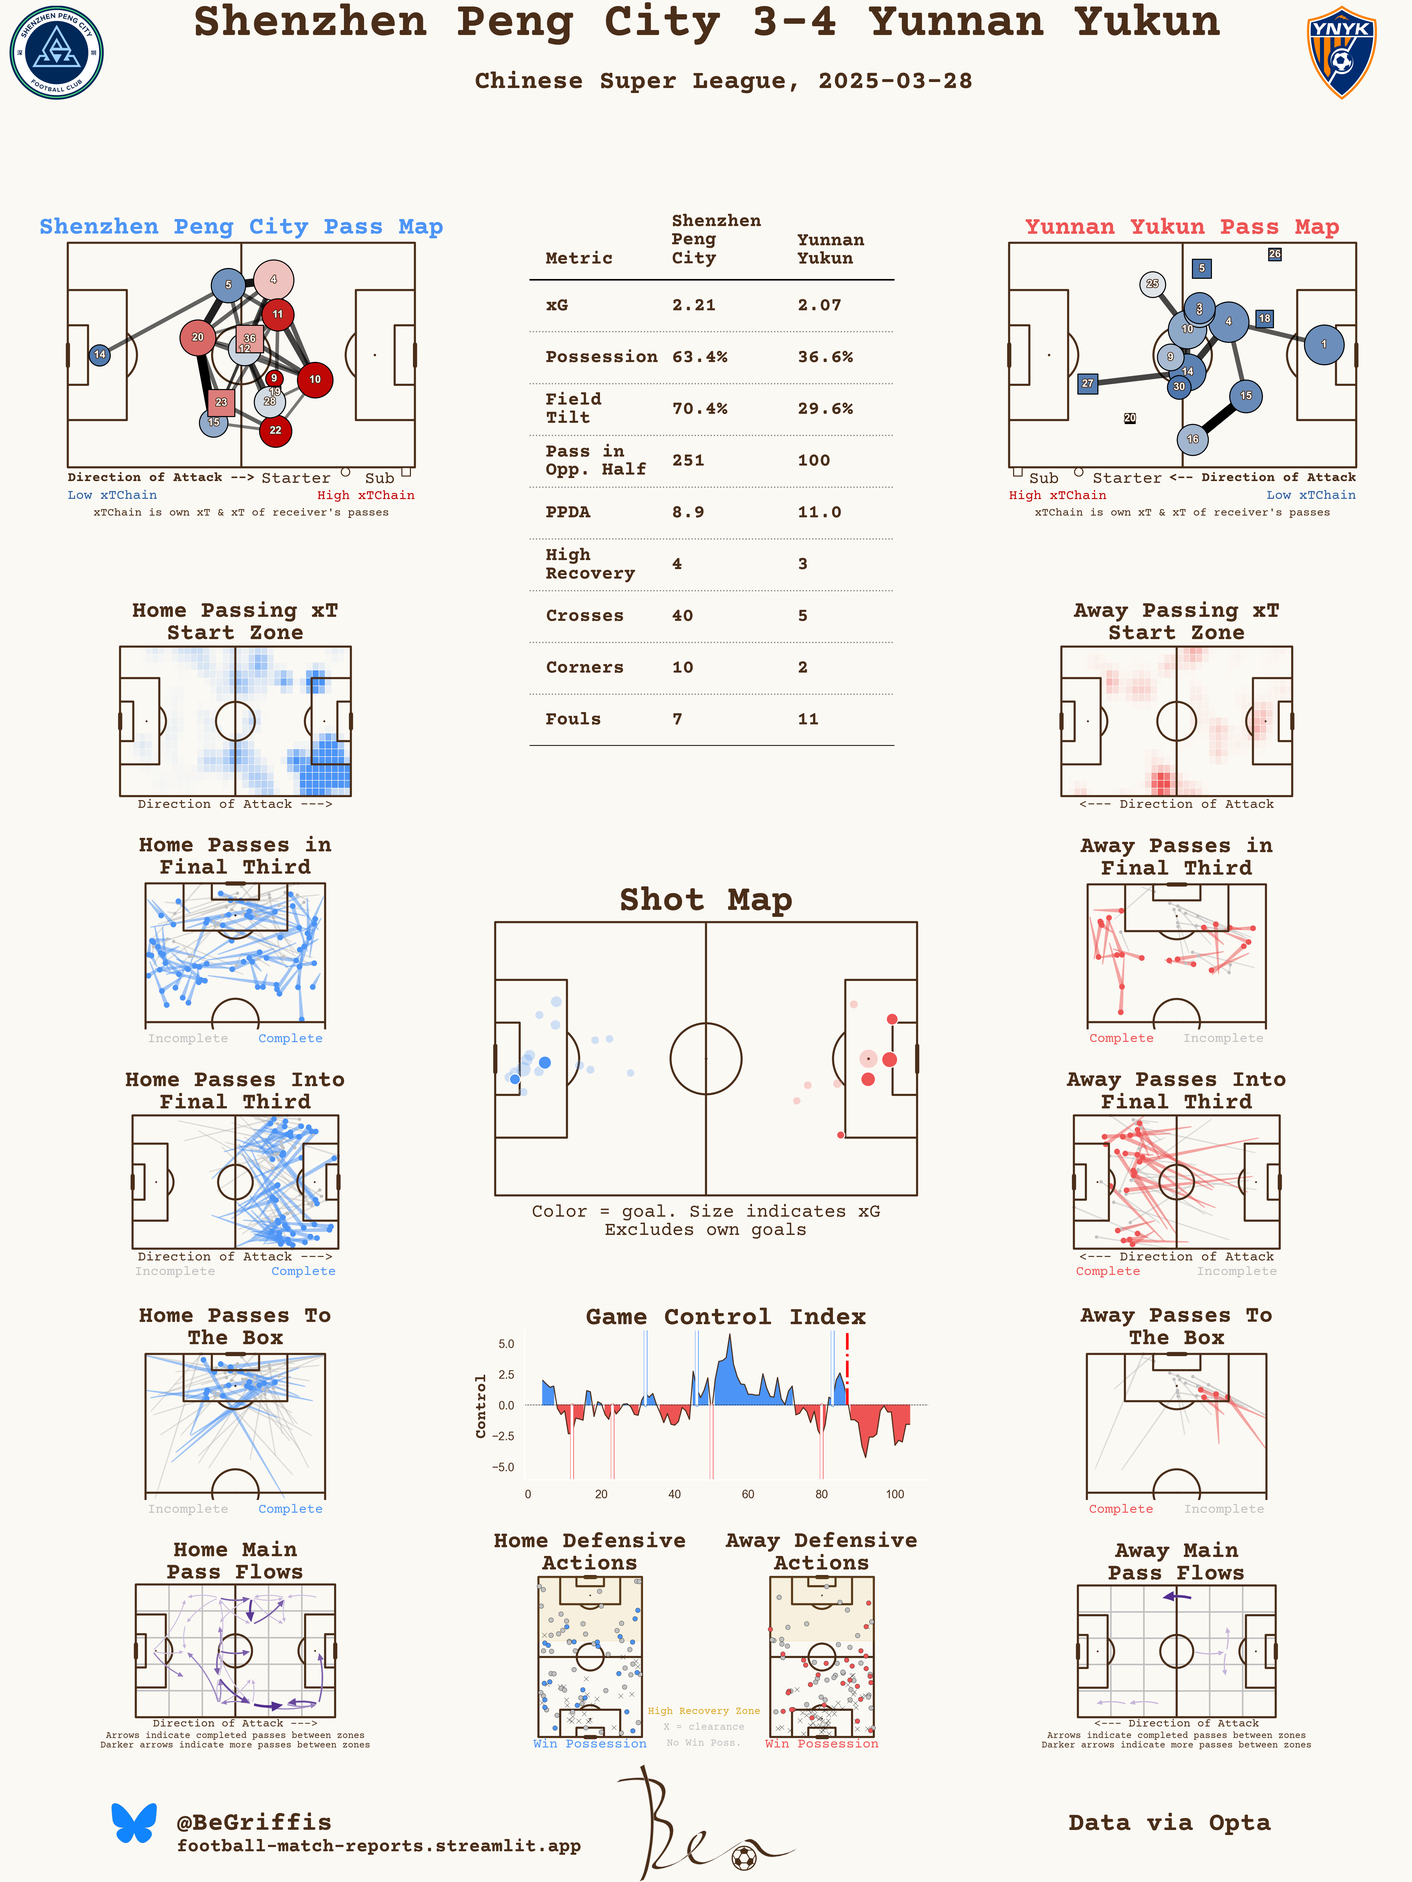 Shenzhen Peng City 3-4 Yunnan Yukun
Chinese Super League, 2025-03-28
SHENZHEN PENG CITY
FOOTBALL CLUB
YNYK
Shenzhen Peng City Pass Map
5
4
11
20
36
12
14
9
10
19
23
28
15
22
Direction of Attack --> Starter Sub
Low xTChain High xTChain
xTChain is own xT & xT of receiver's passes
Metric Shenzhen Peng City Yunnan Yukun
xG 2.21 2.07
Possession 63.4% 36.6%
Field Tilt 70.4% 29.6%
Pass in Opp. Half 251 100
PPDA 8.9 11.0
High Recovery 4 3
Crosses 40 5
Corners 10 2
Fouls 7 11
Yunnan Yukun Pass Map
26
5
25
3
4
18
10
1
9
14
27
30
15
20
16
Sub Starter <-- Direction of Attack
High xTChain Low xTChain
xTChain is own xT & xT of receiver's passes
Home Passing xT
Start Zone
Direction of Attack --->
Away Passing xT
Start Zone
<--- Direction of Attack
Home Passes in
Final Third
Incomplete Complete
Away Passes in
Final Third
Complete Incomplete
Shot Map
Color = goal. Size indicates xG
Excludes own goals
Home Passes Into
Final Third
Direction of Attack --->
Incomplete Complete
Away Passes Into
Final Third
<--- Direction of Attack
Complete Incomplete
Home Passes To
The Box
Incomplete Complete
Game Control Index
Control
5.0
2.5
0.0
−2.5
−5.0
0 20 40 60 80 100
Away Passes To
The Box
Complete Incomplete
Home Main
Pass Flows
Direction of Attack --->
Arrows indicate completed passes between zones
Darker arrows indicate more passes between zones
Home Defensive
Actions
Win Possession
High Recovery Zone
X = clearance
No Win Poss.
Away Defensive
Actions
Win Possession
Away Main
Pass Flows
<--- Direction of Attack
Arrows indicate completed passes between zones
Darker arrows indicate more passes between zones
@BeGriffis
football-match-reports.streamlit.app
Ben
Data via Opta